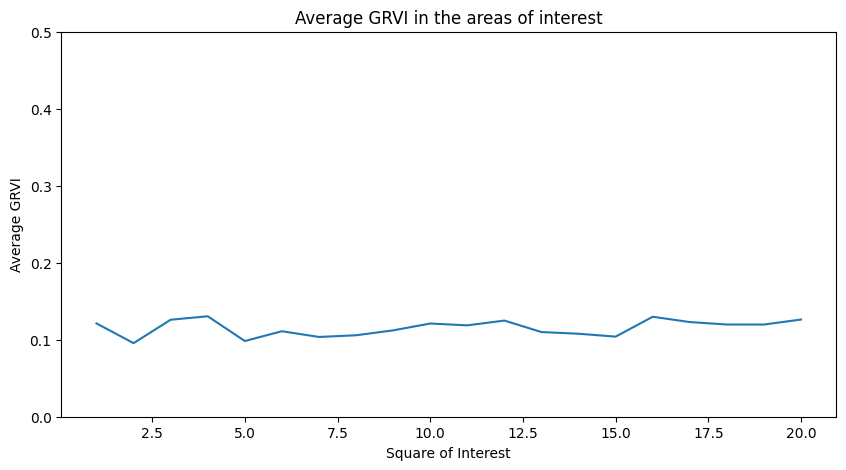 Average GRVI in the areas of interest
0.5
0.4
0.3
0.2
0.1
0.0
Average GRVI
2.5 5.0 7.5 10.0 12.5 15.0 17.5 20.0
Square of Interest